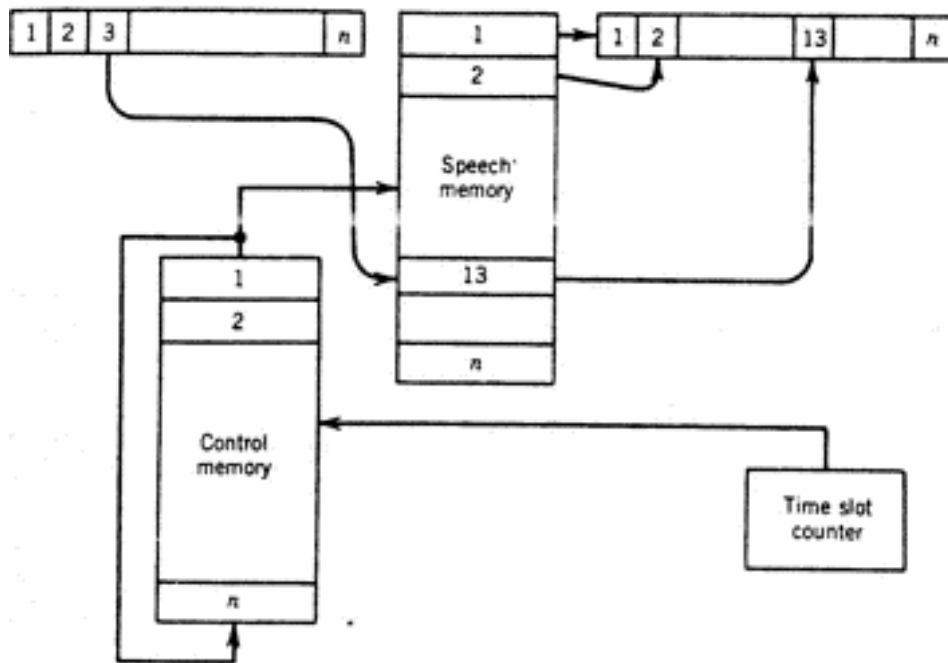 1 2 3 n
1
1 2 13 n
2
Speech
memory
13
n
1
2
Control
memory
n
Time slot
counter